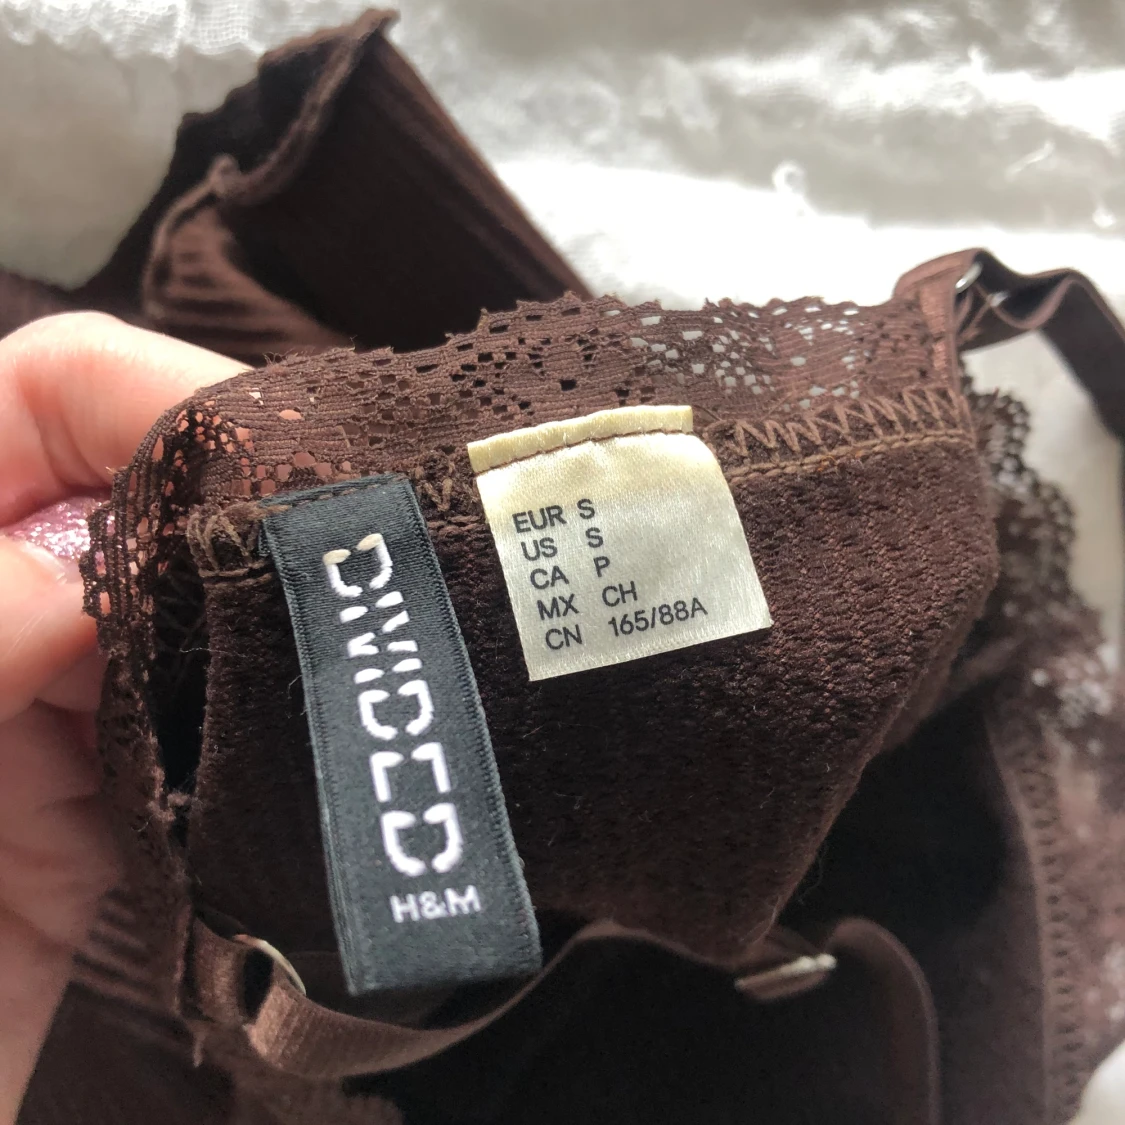 DIVIDED
H&M
EUR S
US S
CA P
MX CH
CN 165/88A